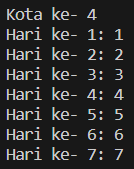 Kota ke- 4
Hari ke- 1: 1
Hari ke- 2: 2
Hari ke- 3: 3
Hari ke- 4: 4
Hari ke- 5: 5
Hari ke- 6: 6
Hari ke- 7: 7